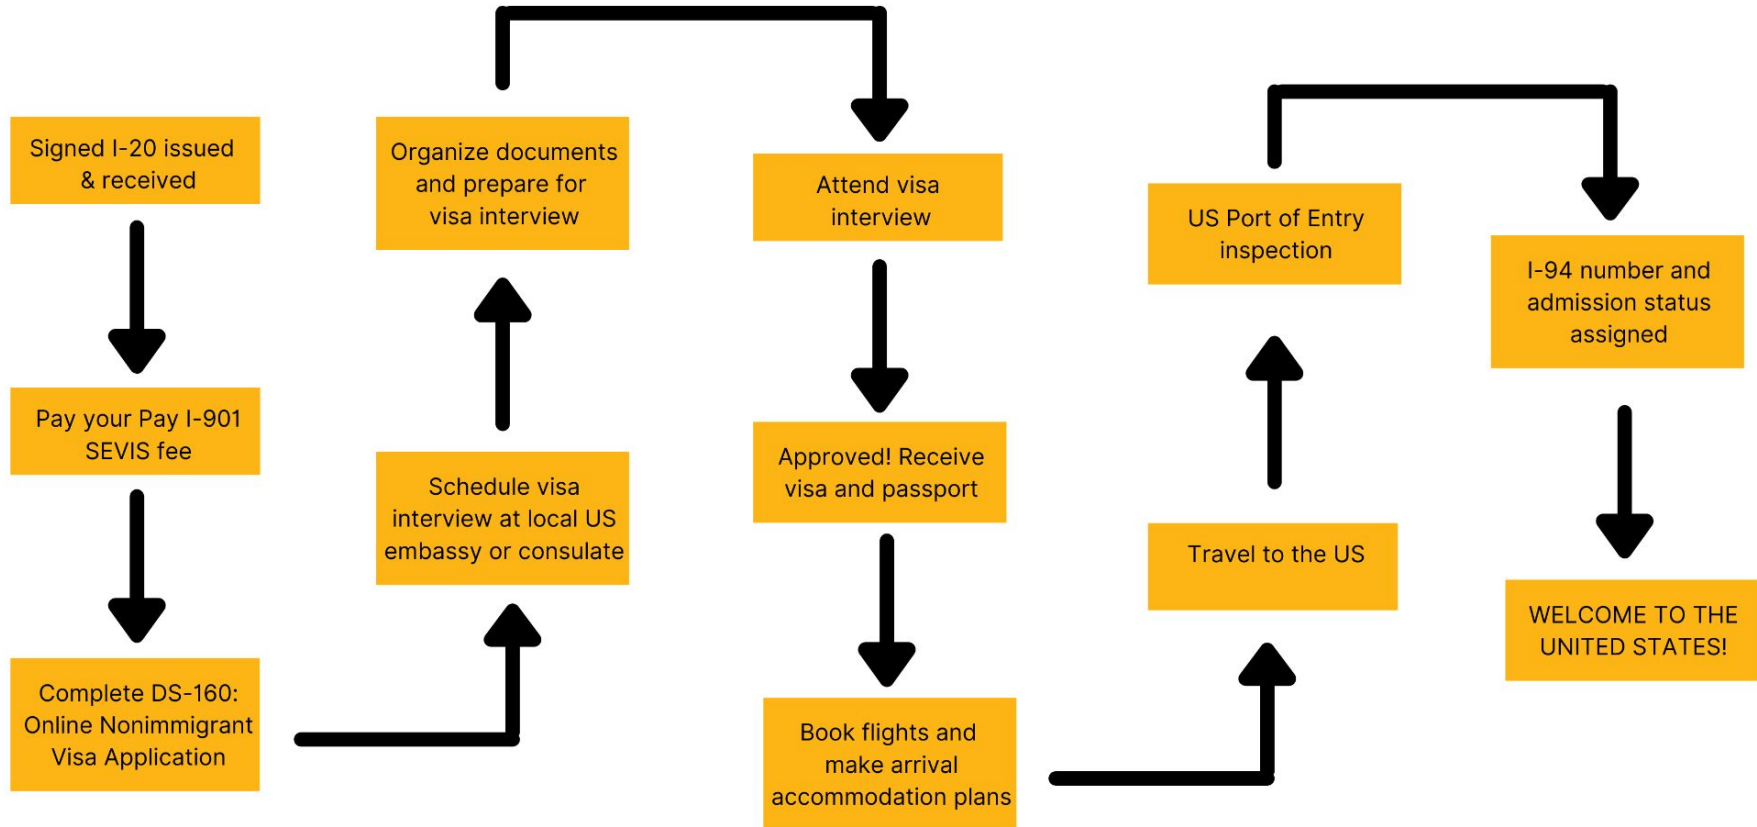 Signed I-20 issued
& received
Pay your Pay I-901
SEVIS fee
Complete DS-160:
Online Nonimmigrant
Visa Application
Schedule visa
interview at local US
embassy or consulate
Organize documents
and prepare for
visa interview
Attend visa
interview
Approved! Receive
visa and passport
Book flights and
make arrival
accommodation plans
Travel to the US
US Port of Entry
inspection
I-94 number and
admission status
assigned
WELCOME TO THE
UNITED STATES!